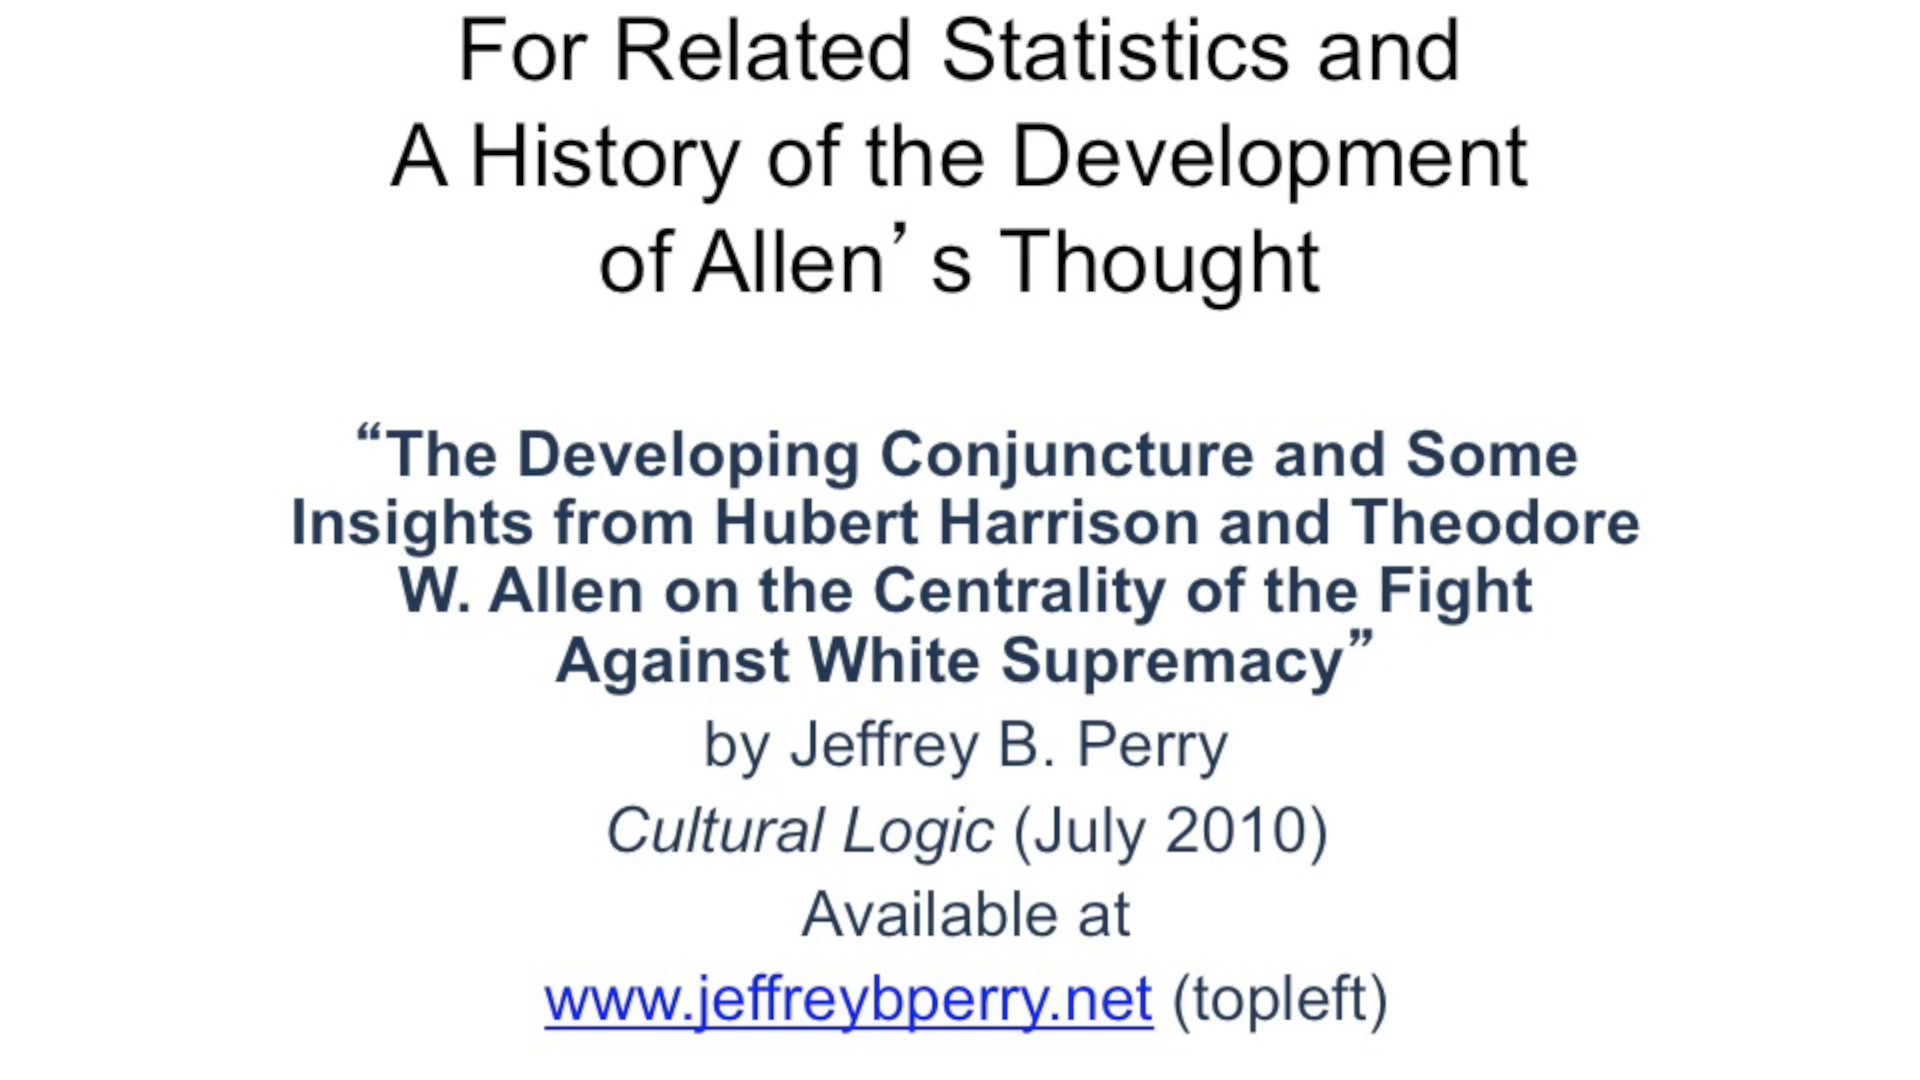 For Related Statistics and
A History of the Development
of Allen’s Thought
“The Developing Conjuncture and Some
Insights from Hubert Harrison and Theodore
W. Allen on the Centrality of the Fight
Against White Supremacy”
by Jeffrey B. Perry
Cultural Logic (July 2010)
Available at
www.jeffreybperry.net (topleft)